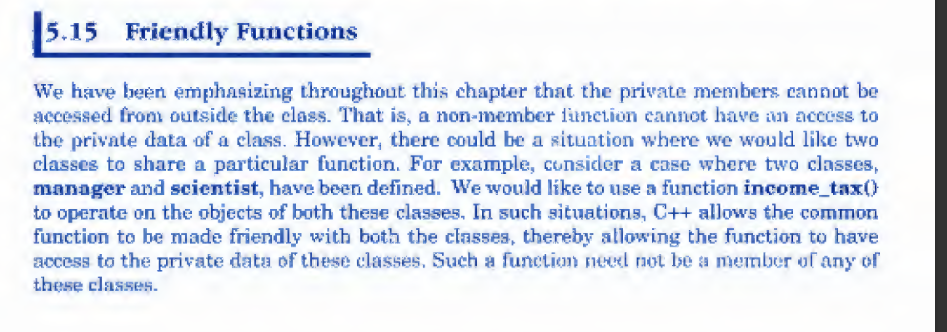 5.15 Friendly Functions
We have been emphasizing throughout this chapter that the private members cannot be
accessed from outside the class. That is, a non-member function cannot have an access to
the private data of a class. However, there could be a situation where we would like two
classes to share a particular function. For example, consider a case where two classes,
manager and scientist, have been defined. We would like to use a function income_tax()
to operate on the objects of both these classes. In such situations, C++ allows the common
function to be made friendly with both the classes, thereby allowing the function to have
access to the private data of these classes. Such a function need not be a member of any of
these classes.